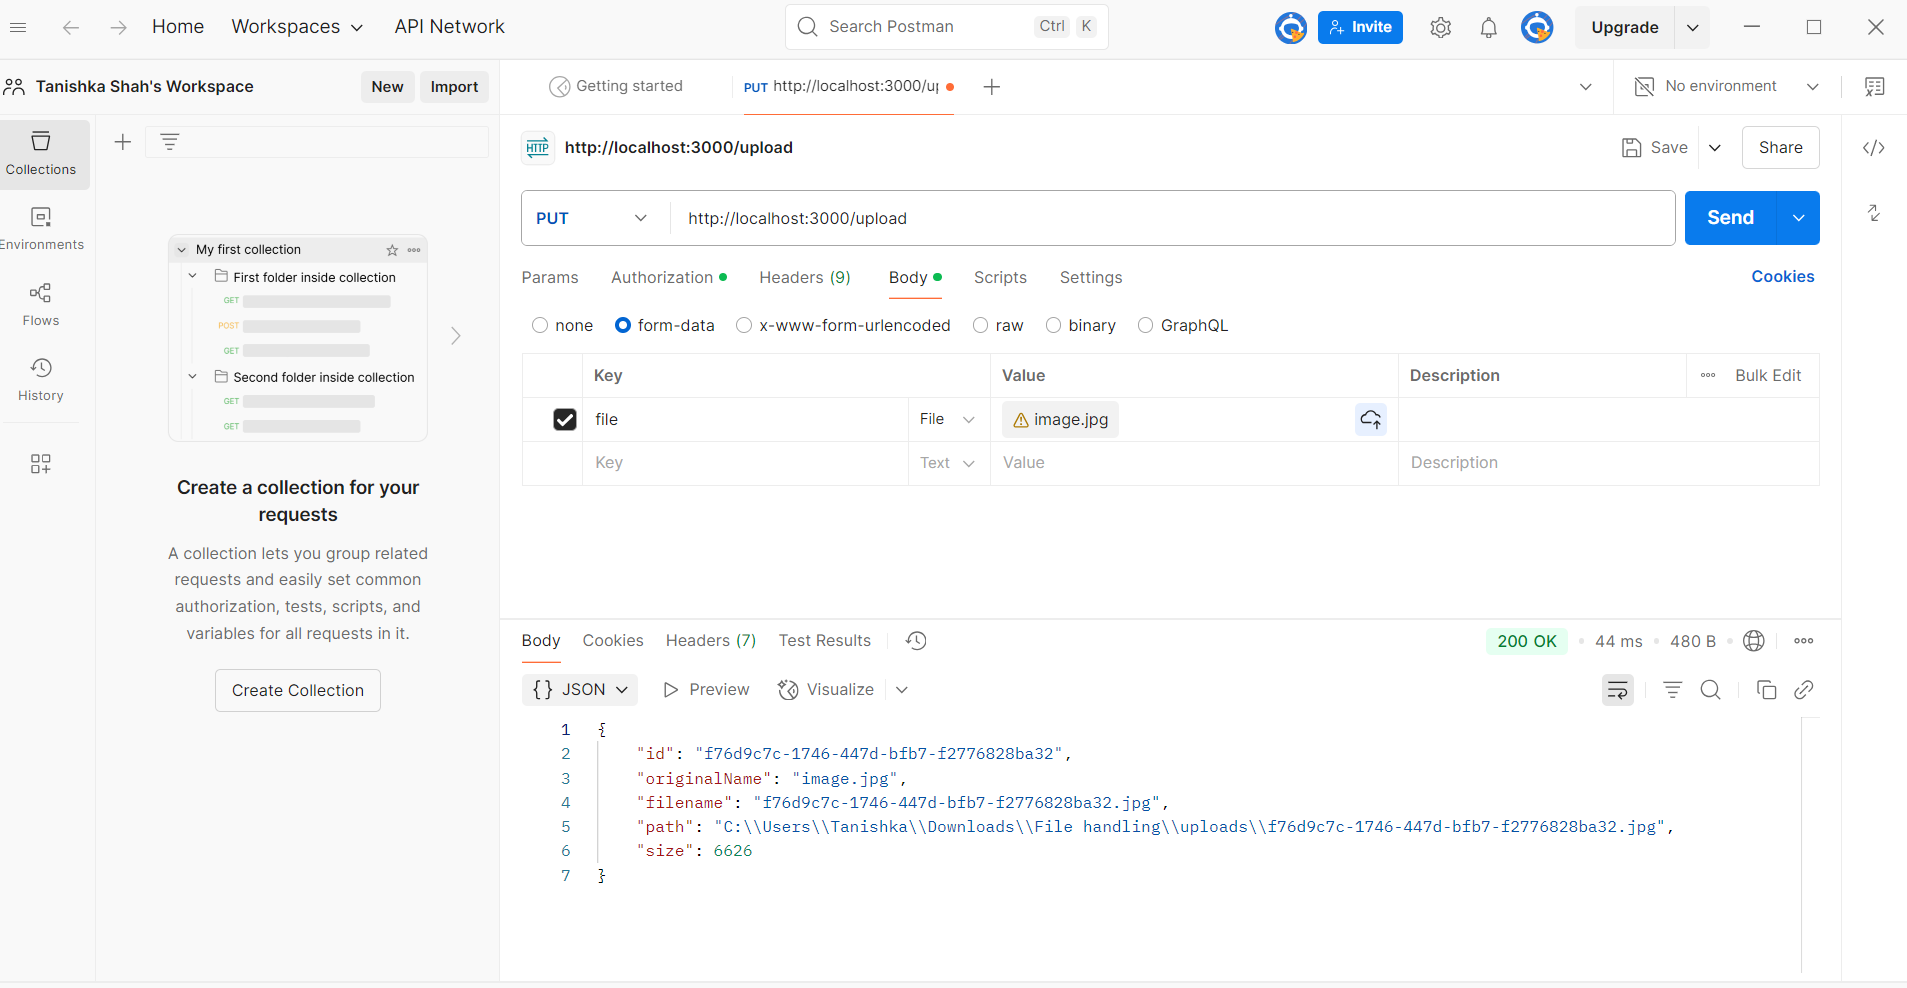 Home Workspaces API Network Search Postman Ctrl K Invite Upgrade
Tanishka Shah's Workspace New Import Getting started PUT http://localhost:3000/up No environment
Collections
Environments
Flows
History
My first collection
First folder inside collection
GET
POST
GET
Second folder inside collection
GET
GET
Create a collection for your
requests
A collection lets you group related
requests and easily set common
authorization, tests, scripts, and
variables for all requests in it.
Create Collection
HTTP http://localhost:3000/upload Save Share
PUT http://localhost:3000/upload Send
Params Authorization Headers (9) Body Scripts Settings Cookies
none form-data x-www-form-urlencoded raw binary GraphQL
Key Value Description Bulk Edit
file File image.jpg
Key Text Value Description
Body Cookies Headers (7) Test Results 200 OK 44 ms 480 B
{} JSON Preview Visualize
1 {
2 "id": "f76d9c7c-1746-447d-bfb7-f2776828ba32",
3 "originalName": "image.jpg",
4 "filename": "f76d9c7c-1746-447d-bfb7-f2776828ba32.jpg",
5 "path": "C:\\Users\\Tanishka\\Downloads\\File handling\\uploads\\f76d9c7c-1746-447d-bfb7-f2776828ba32.jpg",
6 "size": 6626
7 }